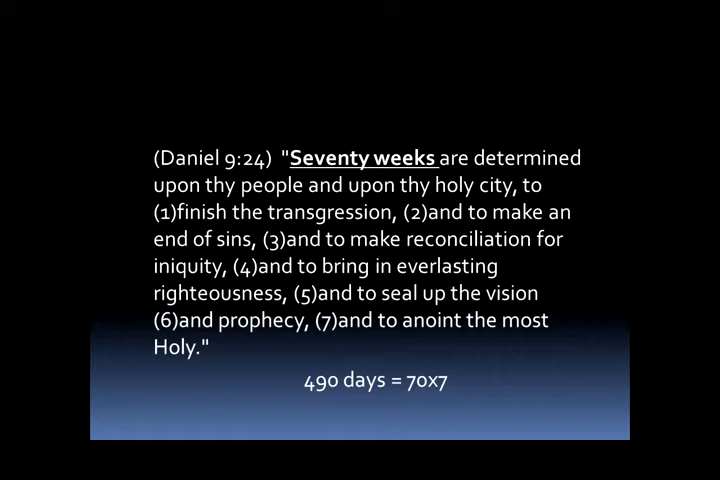 (Daniel 9:24)  "Seventy weeks are determined
upon thy people and upon thy holy city, to
(1)finish the transgression, (2)and to make an
end of sins, (3)and to make reconciliation for
iniquity, (4)and to bring in everlasting
righteousness, (5)and to seal up the vision
(6)and prophecy, (7)and to anoint the most
Holy."
490 days = 70x7